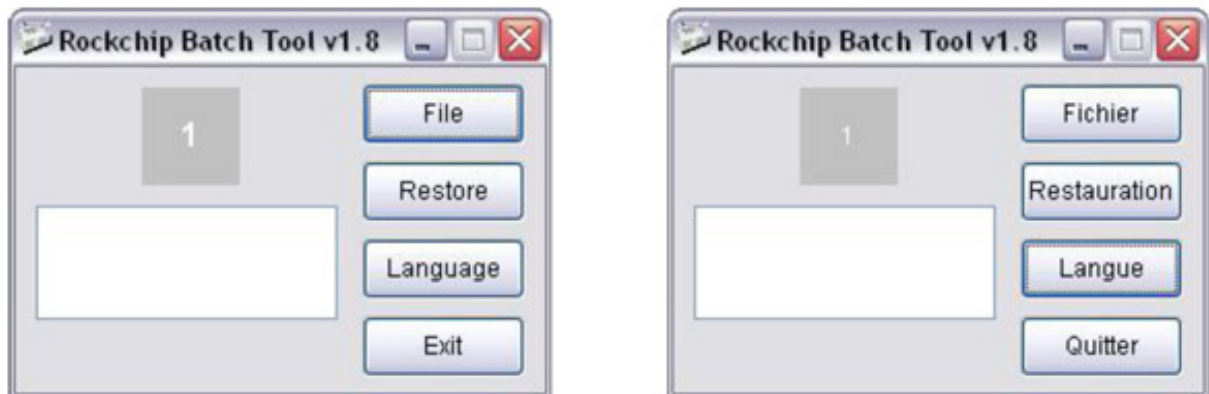 Rockchip Batch Tool v1.8
1
File
Restore
Language
Exit
Rockchip Batch Tool v1.8
1
Fichier
Restauration
Langue
Quitter